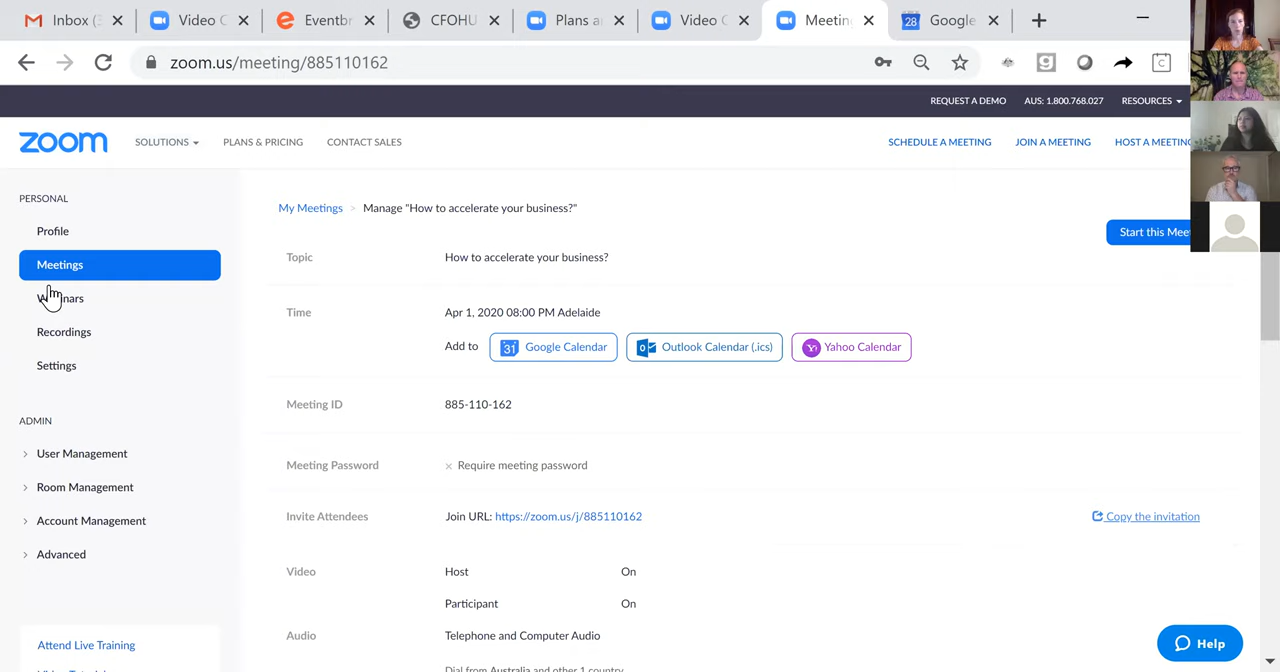 Inbox (3
Video C
Eventbr
CFOHU
Plans a
Video C
Meetin
28
Google
zoom.us/meeting/885110162
g
C
REQUEST A DEMO
AUS: 1.800.768.027
RESOURCES
zoom
SOLUTIONS
PLANS & PRICING
CONTACT SALES
SCHEDULE A MEETING
JOIN A MEETING
HOST A MEETING
PERSONAL
Profile
Meetings
Webinars
Recordings
Settings
ADMIN
User Management
Room Management
Account Management
Advanced
Attend Live Training
My Meetings > Manage "How to accelerate your business?"
Start this Mee
Topic
How to accelerate your business?
Time
Apr 1, 2020 08:00 PM Adelaide
Add to
31 Google Calendar
Outlook Calendar (.ics)
Yahoo Calendar
Meeting ID
885-110-162
Meeting Password
× Require meeting password
Invite Attendees
Join URL: https://zoom.us/j/885110162
Copy the invitation
Video
Host
On
Participant
On
Audio
Telephone and Computer Audio
Dial from Australia and other 1 country
Help